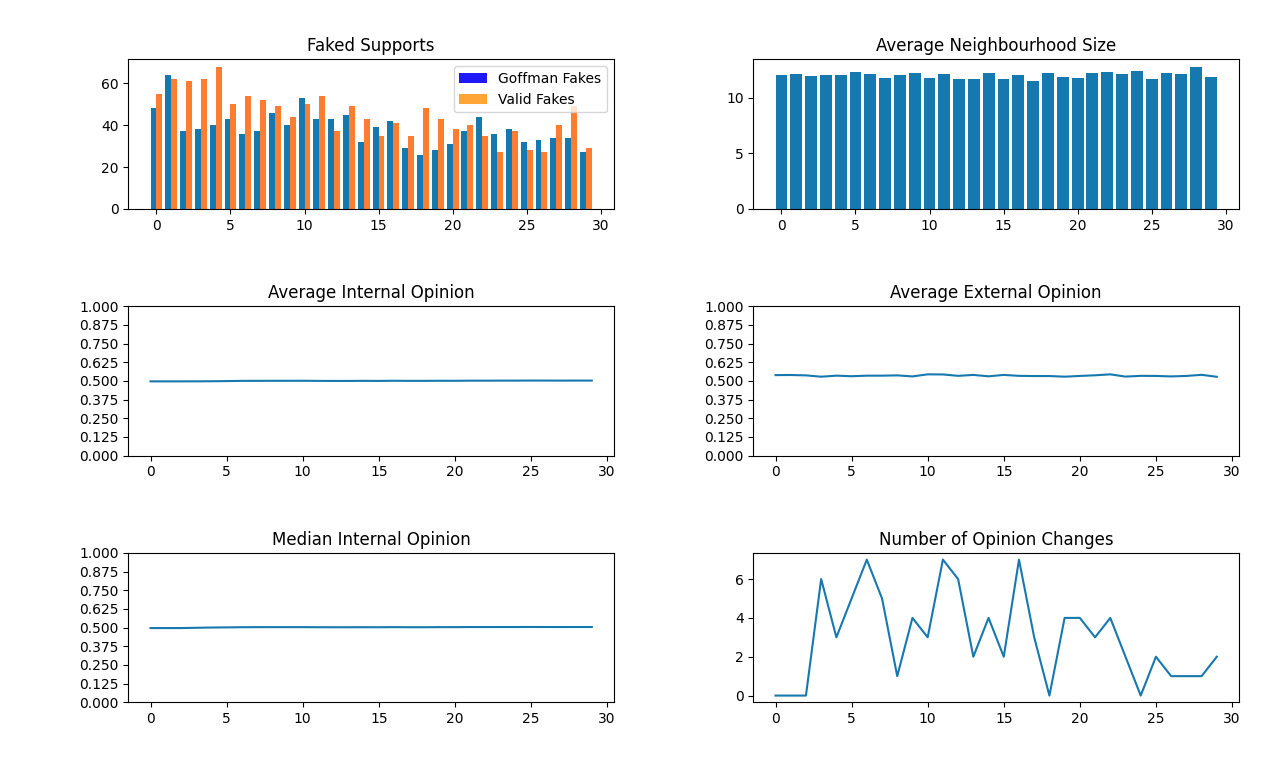 Faked Supports
60
40
20
0
0 5 10 15 20 25 30
Goffman Fakes
Valid Fakes
Average Neighbourhood Size
10
5
0
0 5 10 15 20 25 30
Average Internal Opinion
1.000
0.875
0.750
0.625
0.500
0.375
0.250
0.125
0.000
0 5 10 15 20 25 30
Average External Opinion
1.000
0.875
0.750
0.625
0.500
0.375
0.250
0.125
0.000
0 5 10 15 20 25 30
Median Internal Opinion
1.000
0.875
0.750
0.625
0.500
0.375
0.250
0.125
0.000
0 5 10 15 20 25 30
Number of Opinion Changes
6
4
2
0
0 5 10 15 20 25 30